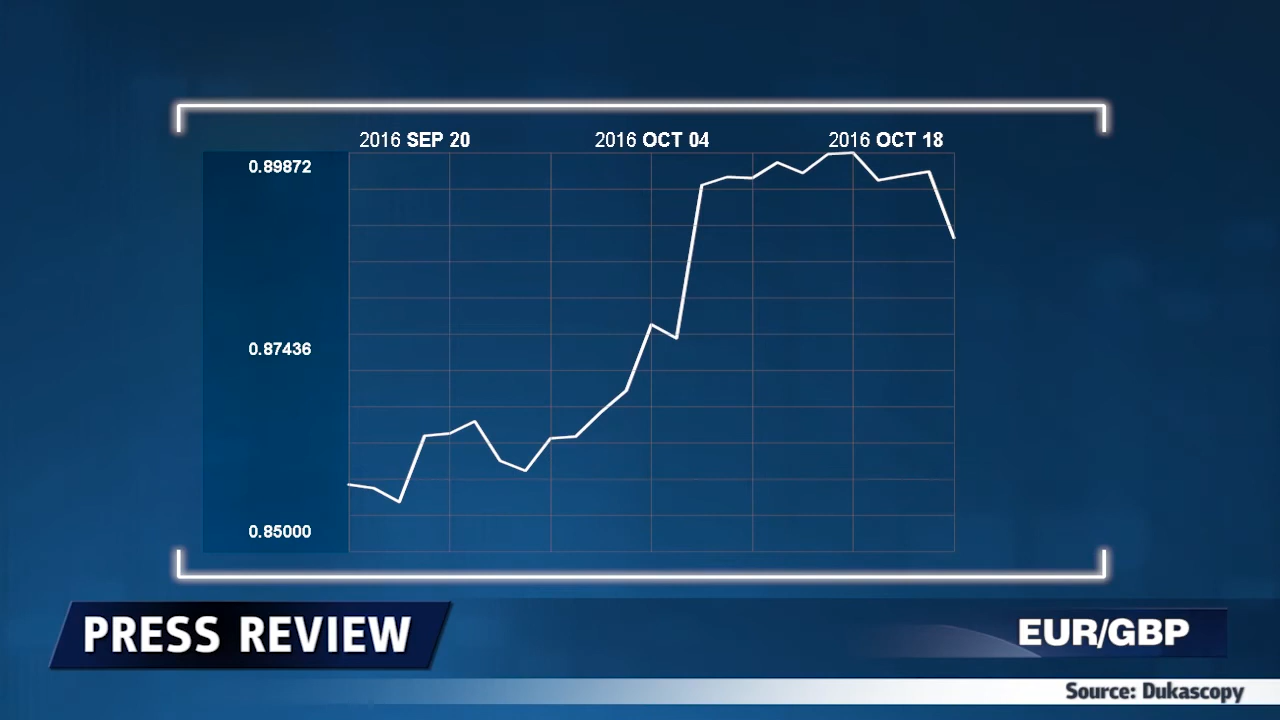 2016 SEP 20 2016 OCT 04 2016 OCT 18
0.89872
0.87436
0.85000
PRESS REVIEW
EUR/GBP
Source: Dukascopy